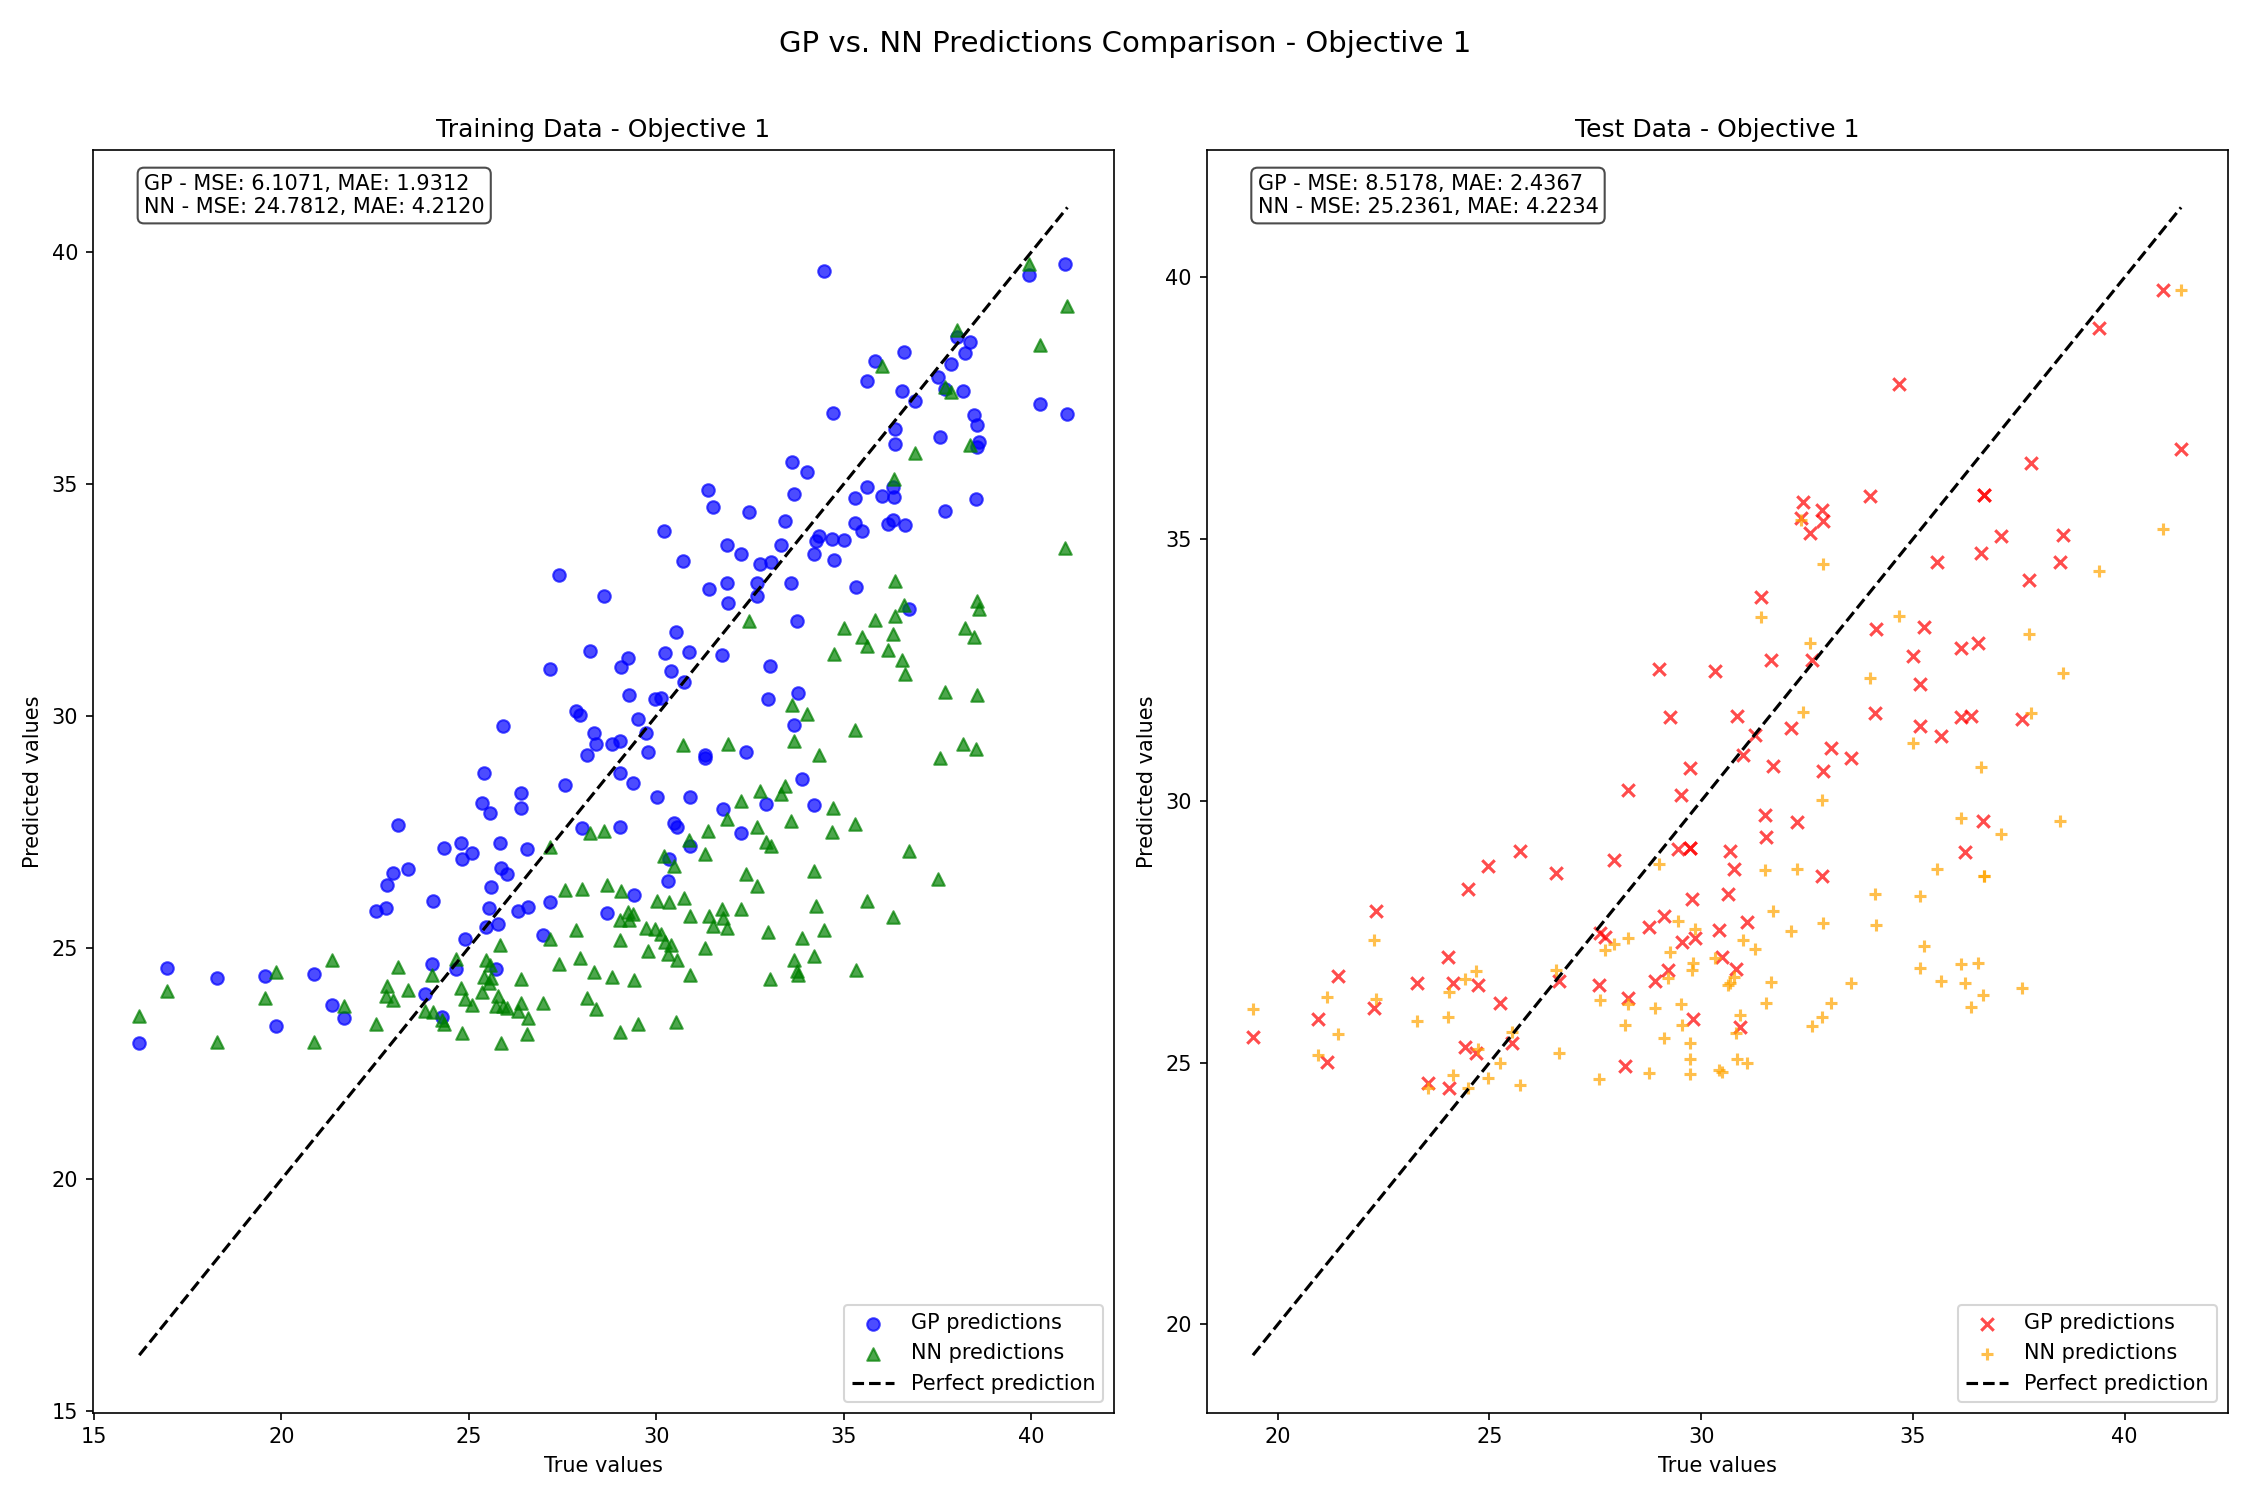 GP vs. NN Predictions Comparison - Objective 1
Training Data - Objective 1
GP - MSE: 6.1071, MAE: 1.9312
NN - MSE: 24.7812, MAE: 4.2120
40
35
30
25
20
15
Predicted values
15 20 25 30 35 40
True values
GP predictions
NN predictions
Perfect prediction
Test Data - Objective 1
GP - MSE: 8.5178, MAE: 2.4367
NN - MSE: 25.2361, MAE: 4.2234
40
35
30
25
20
Predicted values
20 25 30 35 40
True values
GP predictions
NN predictions
Perfect prediction